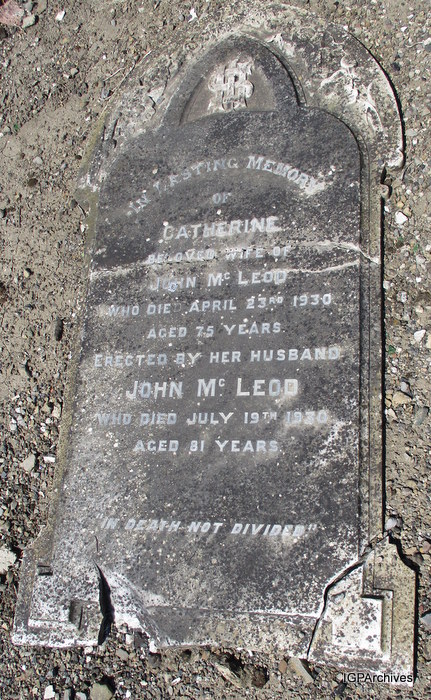 IHS
IN LASTING MEMORY
OF
CATHERINE
BELOVED WIFE OF
JOHN Mc LEOD
WHO DIED APRIL 23RD 1930
AGED 75 YEARS.
ERECTED BY HER HUSBAND
JOHN Mc LEOD
WHO DIED JULY 19TH 1930
AGED 81 YEARS.
"IN DEATH NOT DIVIDED"
©IGPArchives